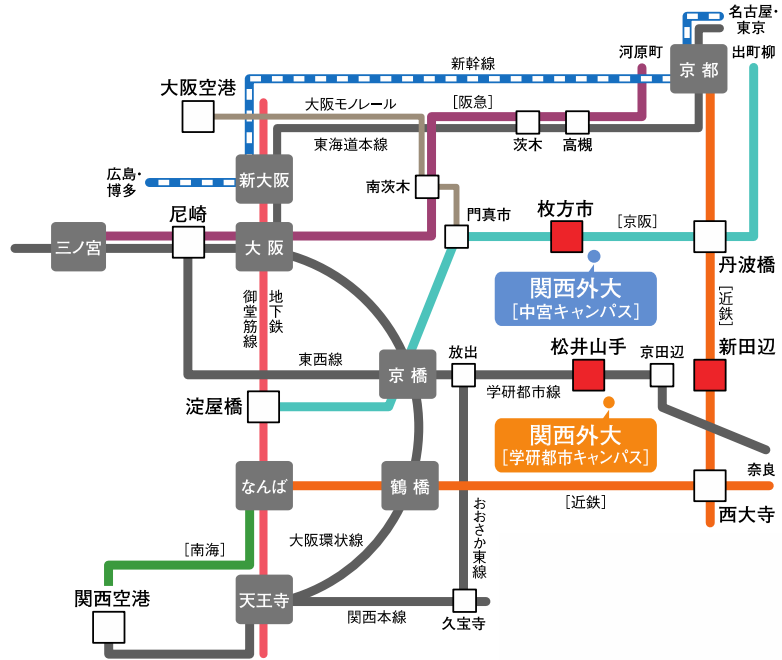 名古屋・
東京
河原町
京都
出町柳
新幹線
大阪空港
大阪モノレール
[阪急]
東海道本線
茨木
高槻
広島・
博多
新大阪
南茨木
尼崎
門真市
枚方市
[京阪]
三ノ宮
大阪
丹波橋
関西外大
[中宮キャンパス]
[近鉄]
地下鉄
御堂筋線
東西線
京橋
放出
松井山手
京田辺
新田辺
学研都市線
淀屋橋
関西外大
[学研都市キャンパス]
奈良
なんば
鶴橋
[近鉄]
西大寺
おおさか東線
大阪環状線
[南海]
関西空港
天王寺
関西本線
久宝寺